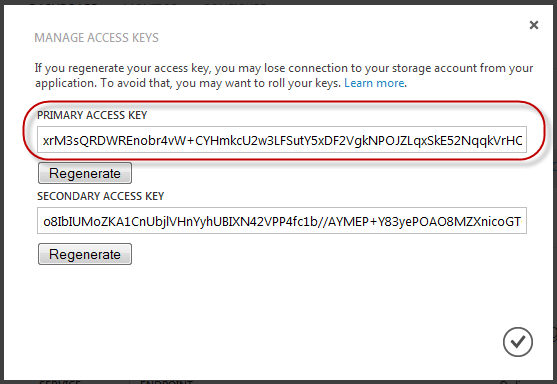 MANAGE ACCESS KEYS
If you regenerate your access key, you may lose connection to your storage account from your
application. To avoid that, you may want to roll your keys. Learn more.
PRIMARY ACCESS KEY
xrM3sQRDWREnobr4vW+CYHmkcU2w3LFSutY5xDF2VgkNPOJZLqxSkE52NqqkVrHC
Regenerate
SECONDARY ACCESS KEY
o8IbIUMoZKA1CnUbjlVHnYyhUBIXN42VPP4fc1b//AYMEP+Y83yePOAO8MZXnicoGT
Regenerate